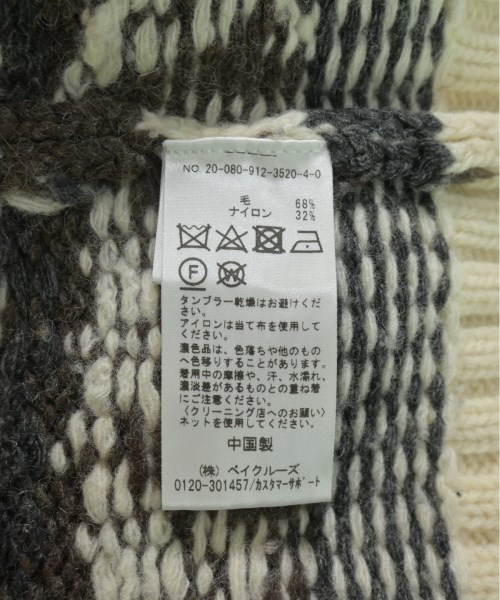 NO 20-080-912-3520-4-0
毛 68%
ナイロン 32%
F
W
タンブラー乾燥はお避けくだ
さい。
アイロンは当て布を使用して
ください。
濃色品は、色落ちや他のもの
へ色移りすることがあります。
着用中の摩擦や、汗、水濡れ、
濃淡差があるものとの重ね着
にご注意ください。
〈クリーニング店へのお願い〉
ネットを使用してください。
中国製
(株) ベイクルーズ
0120-301457/カスタマーサポート